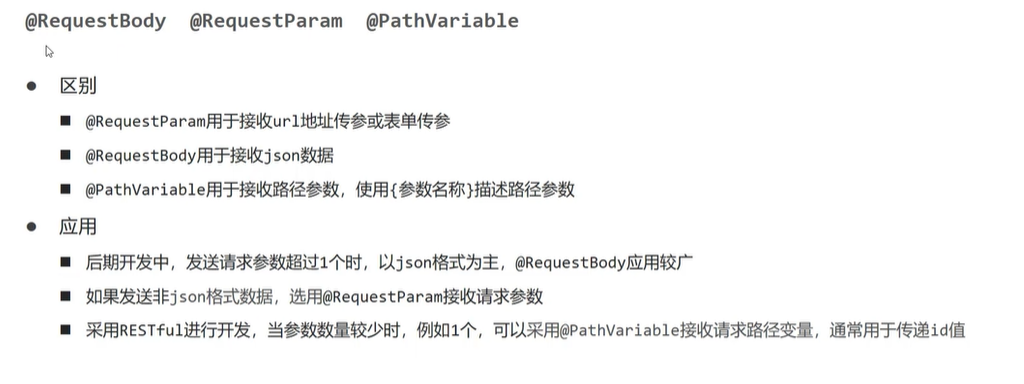 @RequestBody @RequestParam @PathVariable
● 区别
■ @RequestParam用于接收url地址传参或表单传参
■ @RequestBody用于接收json数据
■ @PathVariable用于接收路径参数，使用{参数名称}描述路径参数
● 应用
■ 后期开发中，发送请求参数超过1个时，以json格式为主，@RequestBody应用较广
■ 如果发送非json格式数据，选用@RequestParam接收请求参数
■ 采用RESTful进行开发，当参数数量较少时，例如1个，可以采用@PathVariable接收请求路径变量，通常用于传递id值